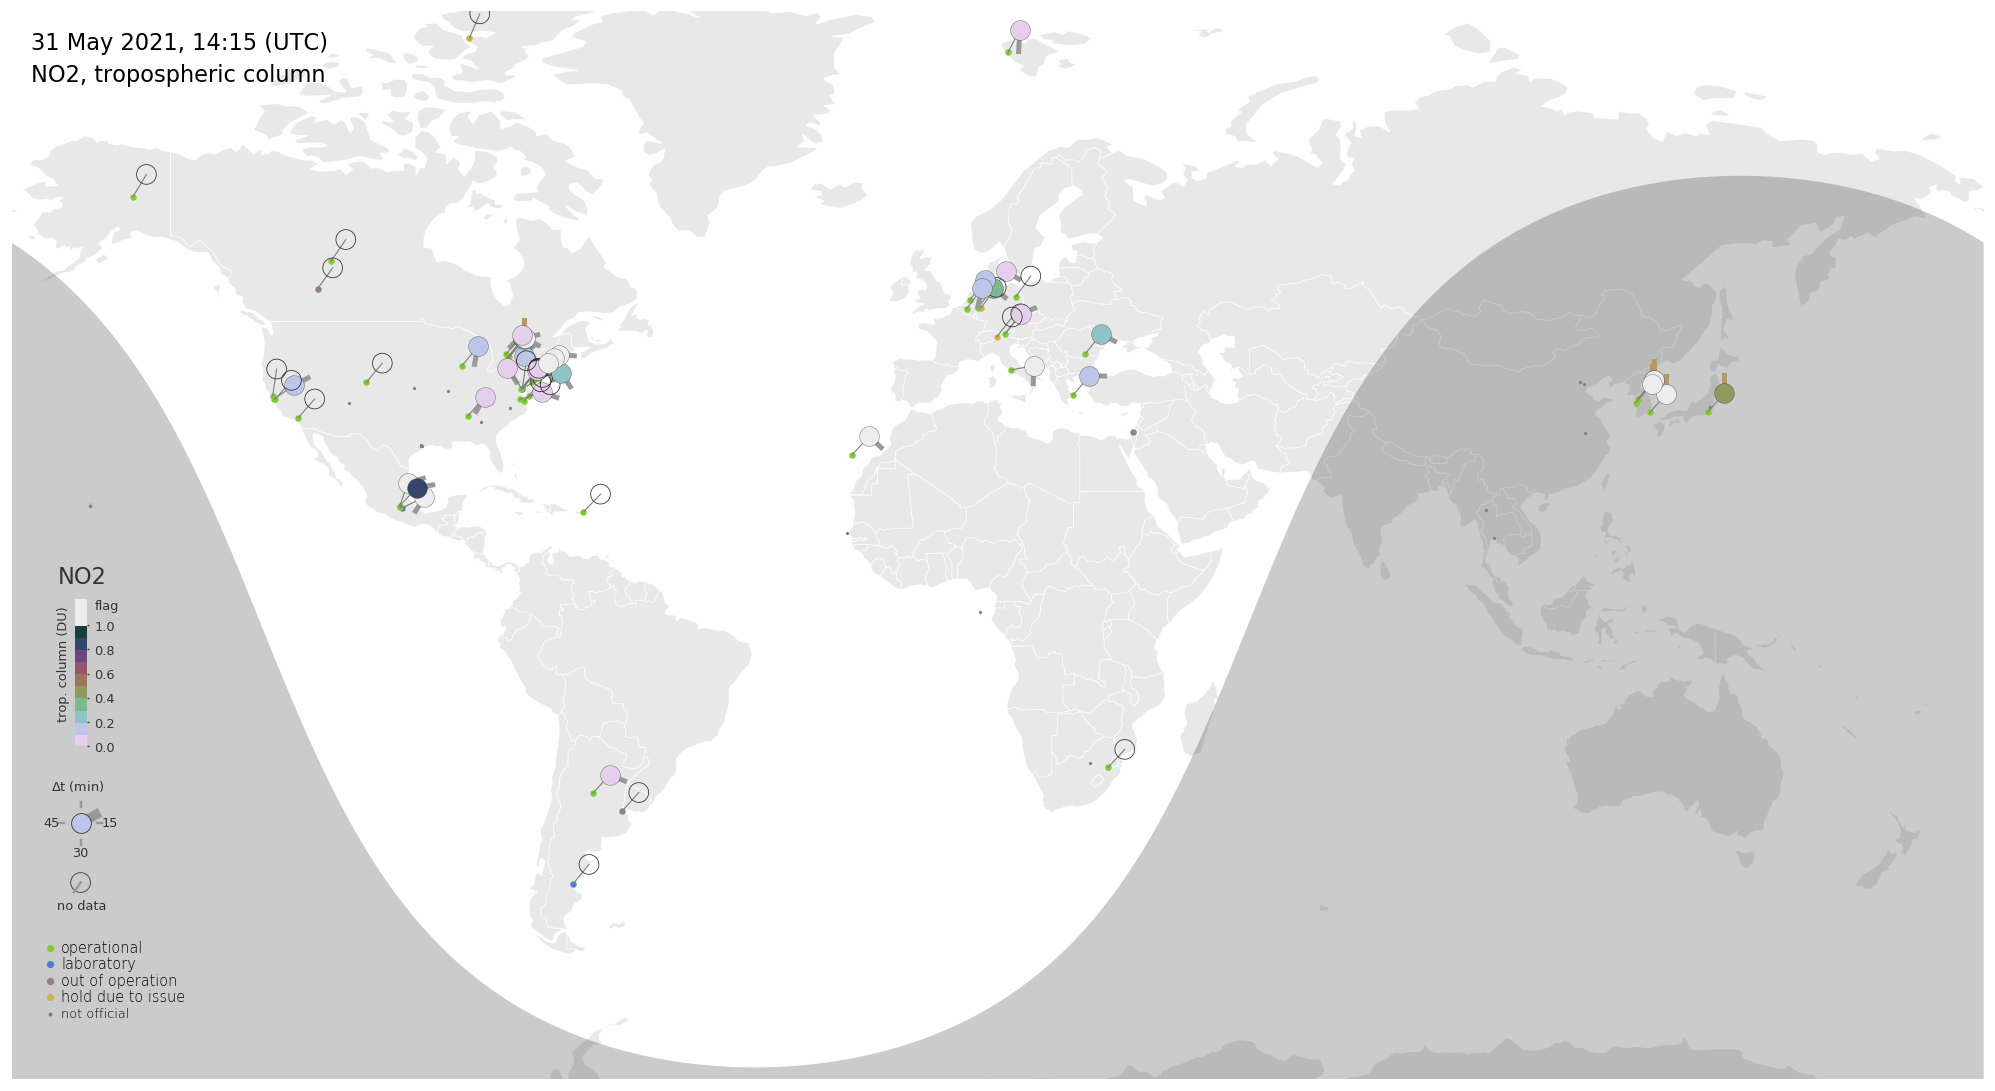 31 May 2021, 14:15 (UTC)
NO2, tropospheric column
NO2
trop. column (DU)
flag
1.0
0.8
0.6
0.4
0.2
0.0
Δt (min)
45
15
30
no data
operational
laboratory
out of operation
hold due to issue
not official